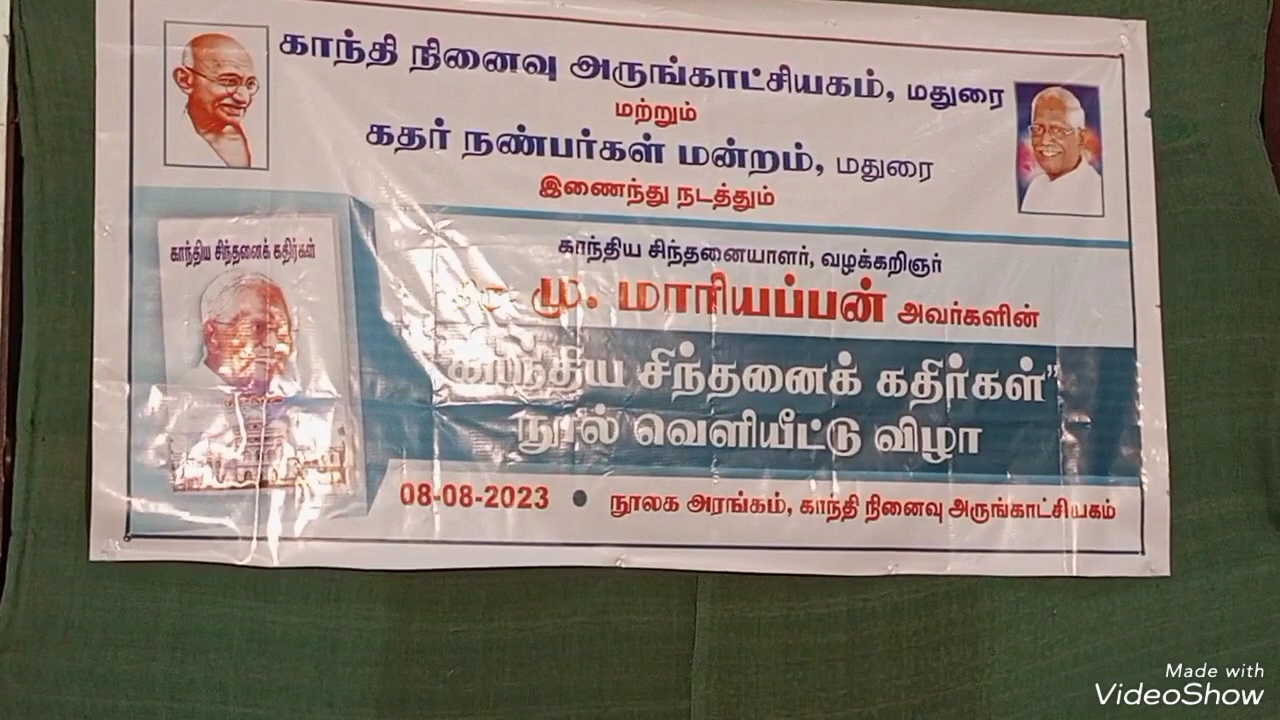 காந்தி நினைவு அருங்காட்சியகம், மதுரை
மற்றும்
கதர் நண்பர்கள் மன்றம், மதுரை
இணைந்து நடத்தும்
காந்திய சிந்தனைக் கதிர்கள்
காந்திய சிந்தனையாளர், வழக்கறிஞர்
மு. மாரியப்பன் அவர்களின்
காந்திய சிந்தனைக் கதிர்கள்"
நூல் வெளியீட்டு விழா
08-08-2023 • நூலக அரங்கம், காந்தி நினைவு அருங்காட்சியகம்
Made with
VideoShow